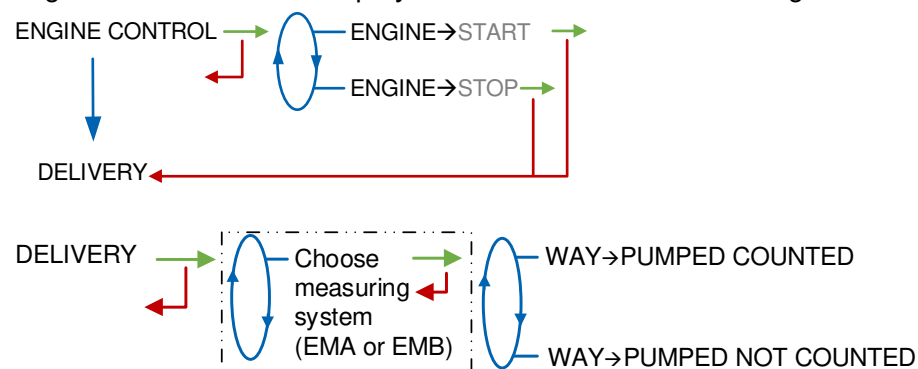 ENGINE CONTROL
ENGINE→START
ENGINE→STOP
DELIVERY
DELIVERY
Choose
measuring
system
(EMA or EMB)
WAY→PUMPED COUNTED
WAY→PUMPED NOT COUNTED